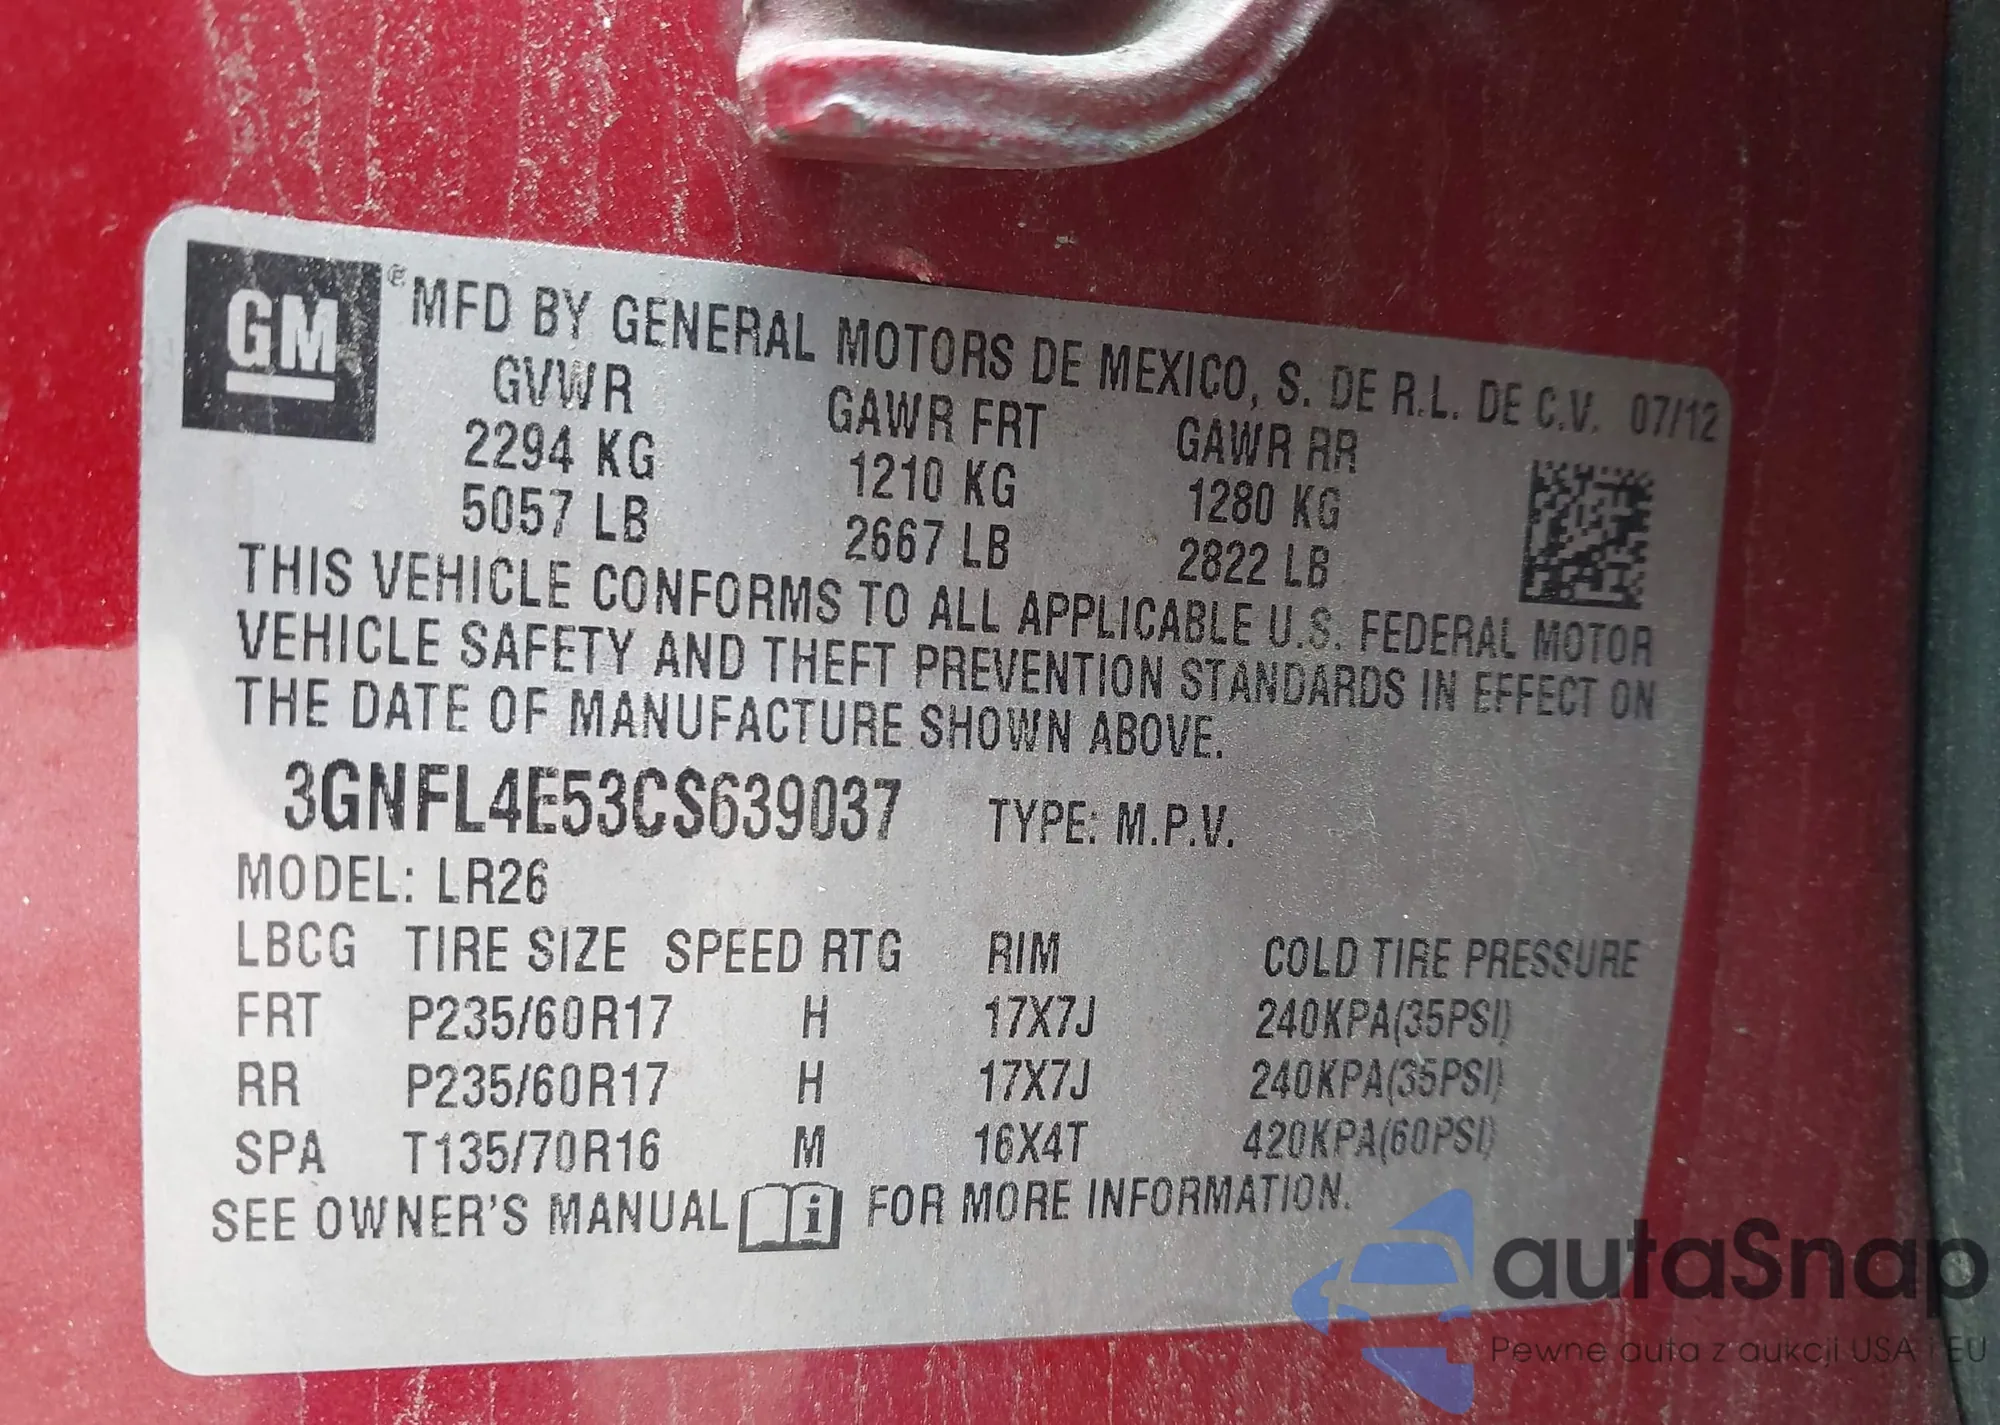 GM ® MFD BY GENERAL MOTORS DE MEXICO, S. DE R.L. DE C.V. 07/12
GVWR GAWR FRT GAWR RR
2294 KG 1210 KG 1280 KG
5057 LB 2667 LB 2822 LB
THIS VEHICLE CONFORMS TO ALL APPLICABLE U.S. FEDERAL MOTOR
VEHICLE SAFETY AND THEFT PREVENTION STANDARDS IN EFFECT ON
THE DATE OF MANUFACTURE SHOWN ABOVE.
3GNFL4E53CS639037 TYPE: M.P.V.
MODEL: LR26
LBCG TIRE SIZE SPEED RTG RIM COLD TIRE PRESSURE
FRT P235/60R17 H 17X7J 240KPA(35PSI)
RR P235/60R17 H 17X7J 240KPA(35PSI)
SPA T135/70R16 M 16X4T 420KPA(60PSI)
SEE OWNER'S MANUAL i FOR MORE INFORMATION.
autaSnap
Pewne auta z aukcji USA i EU